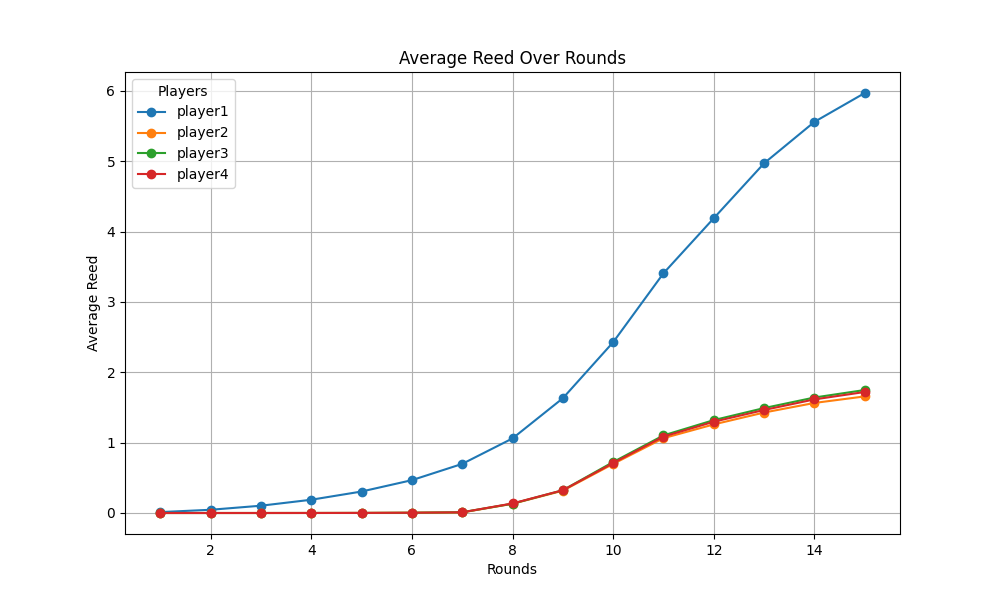 Average Reed Over Rounds
Players
player1
player2
player3
player4
Average Reed
6
5
4
3
2
1
0
2 4 6 8 10 12 14
Rounds